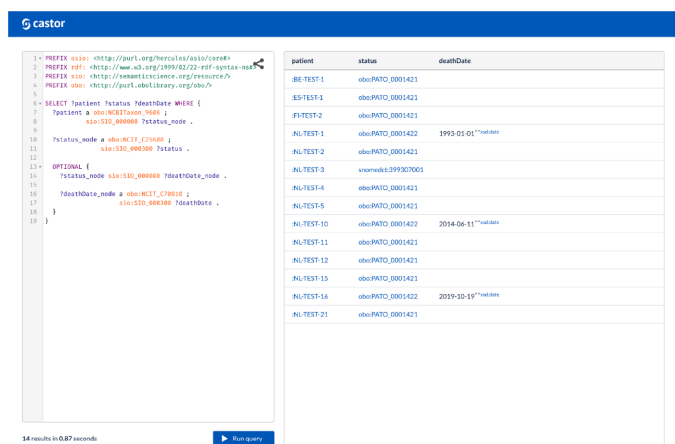 castor
1 PREFIX asio: <http://purl.org/hercules/asio/core#>
2 PREFIX rdf: <http://www.w3.org/1999/02/22-rdf-syntax-ns#>
3 PREFIX sio: <http://semanticscience.org/resource/>
4 PREFIX obo: <http://purl.obolibrary.org/obo/>
5
6 SELECT ?patient ?status ?deathDate WHERE {
7 ?patient a obo:NCBITaxon_9606 ;
8 sio:SIO_000008 ?status_node .
9
10 ?status_node a obo:NCIT_C25688 ;
11 sio:SIO_000300 ?status .
12
13 OPTIONAL {
14 ?status_node sio:SIO_000008 ?deathDate_node .
15
16 ?deathDate_node a obo:NCIT_C70810 ;
17 sio:SIO_000300 ?deathDate .
18 }
19 }
14 results in 0.87 seconds
Run query
patient status deathDate
:BE-TEST-1 obo:PATO_0001421
:ES-TEST-1 obo:PATO_0001421
:FI-TEST-2 obo:PATO_0001421
:NL-TEST-1 obo:PATO_0001422 1993-01-01^^xsd:date
:NL-TEST-2 obo:PATO_0001421
:NL-TEST-3 snomedct:399307001
:NL-TEST-4 obo:PATO_0001421
:NL-TEST-5 obo:PATO_0001421
:NL-TEST-10 obo:PATO_0001422 2014-06-11^^xsd:date
:NL-TEST-11 obo:PATO_0001421
:NL-TEST-12 obo:PATO_0001421
:NL-TEST-15 obo:PATO_0001421
:NL-TEST-16 obo:PATO_0001422 2019-10-19^^xsd:date
:NL-TEST-21 obo:PATO_0001421